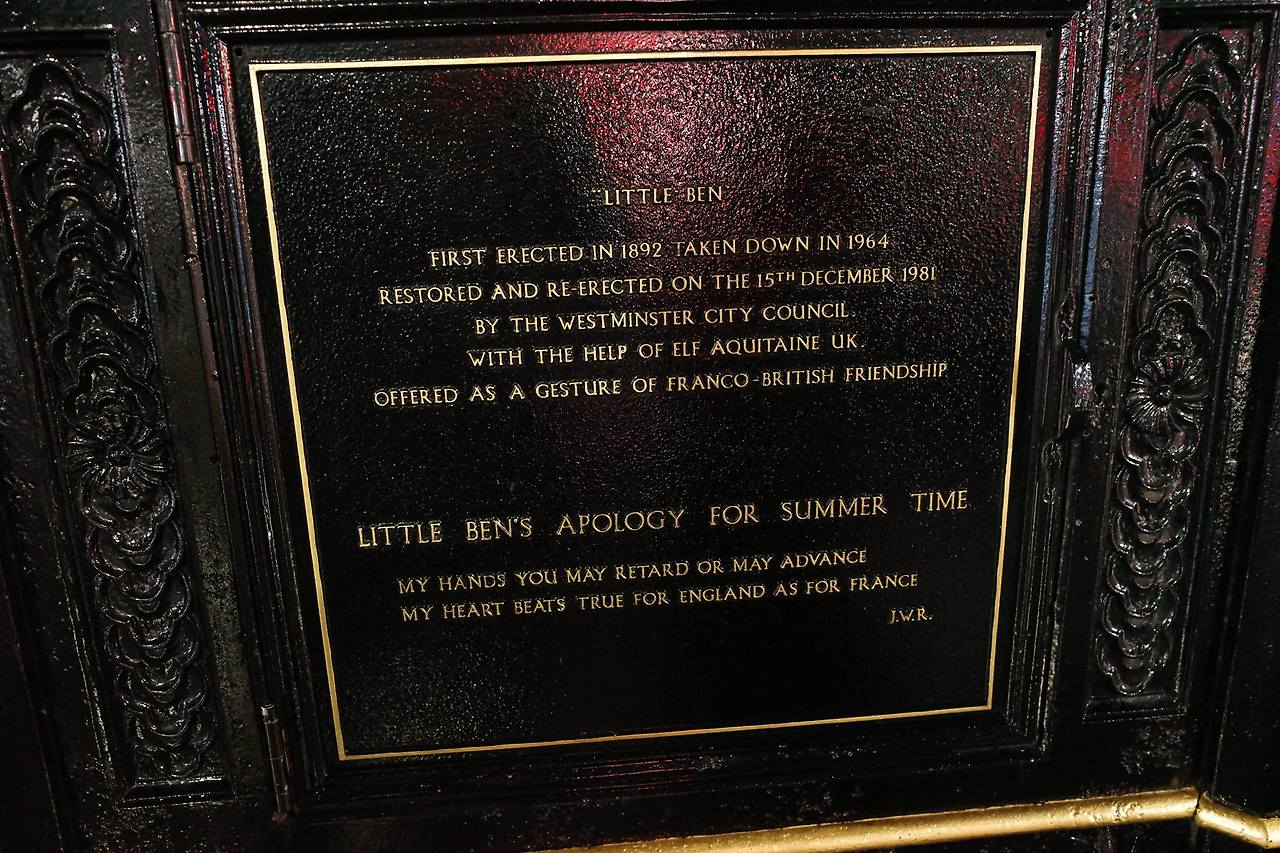 "LITTLE BEN"
FIRST ERECTED IN 1892 TAKEN DOWN IN 1964
RESTORED AND RE-ERECTED ON THE 15TH DECEMBER 1981
BY THE WESTMINSTER CITY COUNCIL.
WITH THE HELP OF ELF AQUITAINE UK.
OFFERED AS A GESTURE OF FRANCO-BRITISH FRIENDSHIP
LITTLE BEN'S APOLOGY FOR SUMMER TIME
MY HANDS YOU MAY RETARD OR MAY ADVANCE
MY HEART BEATS TRUE FOR ENGLAND AS FOR FRANCE
J.W.R.